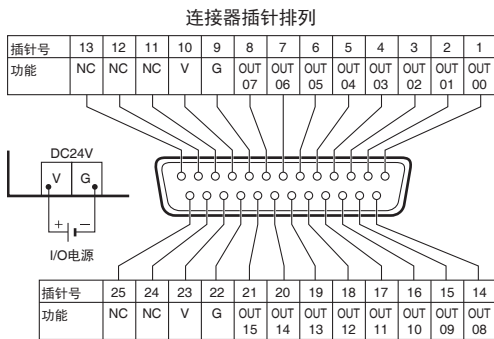 连接器插针排列
插针号 13 12 11 10 9 8 7 6 5 4 3 2 1
功能 NC NC NC V G OUT 07 OUT 06 OUT 05 OUT 04 OUT 03 OUT 02 OUT 01 OUT 00
DC24V
V G
+ −
I/O电源
插针号 25 24 23 22 21 20 19 18 17 16 15 14
功能 NC NC V G OUT 15 OUT 14 OUT 13 OUT 12 OUT 11 OUT 10 OUT 09 OUT 08